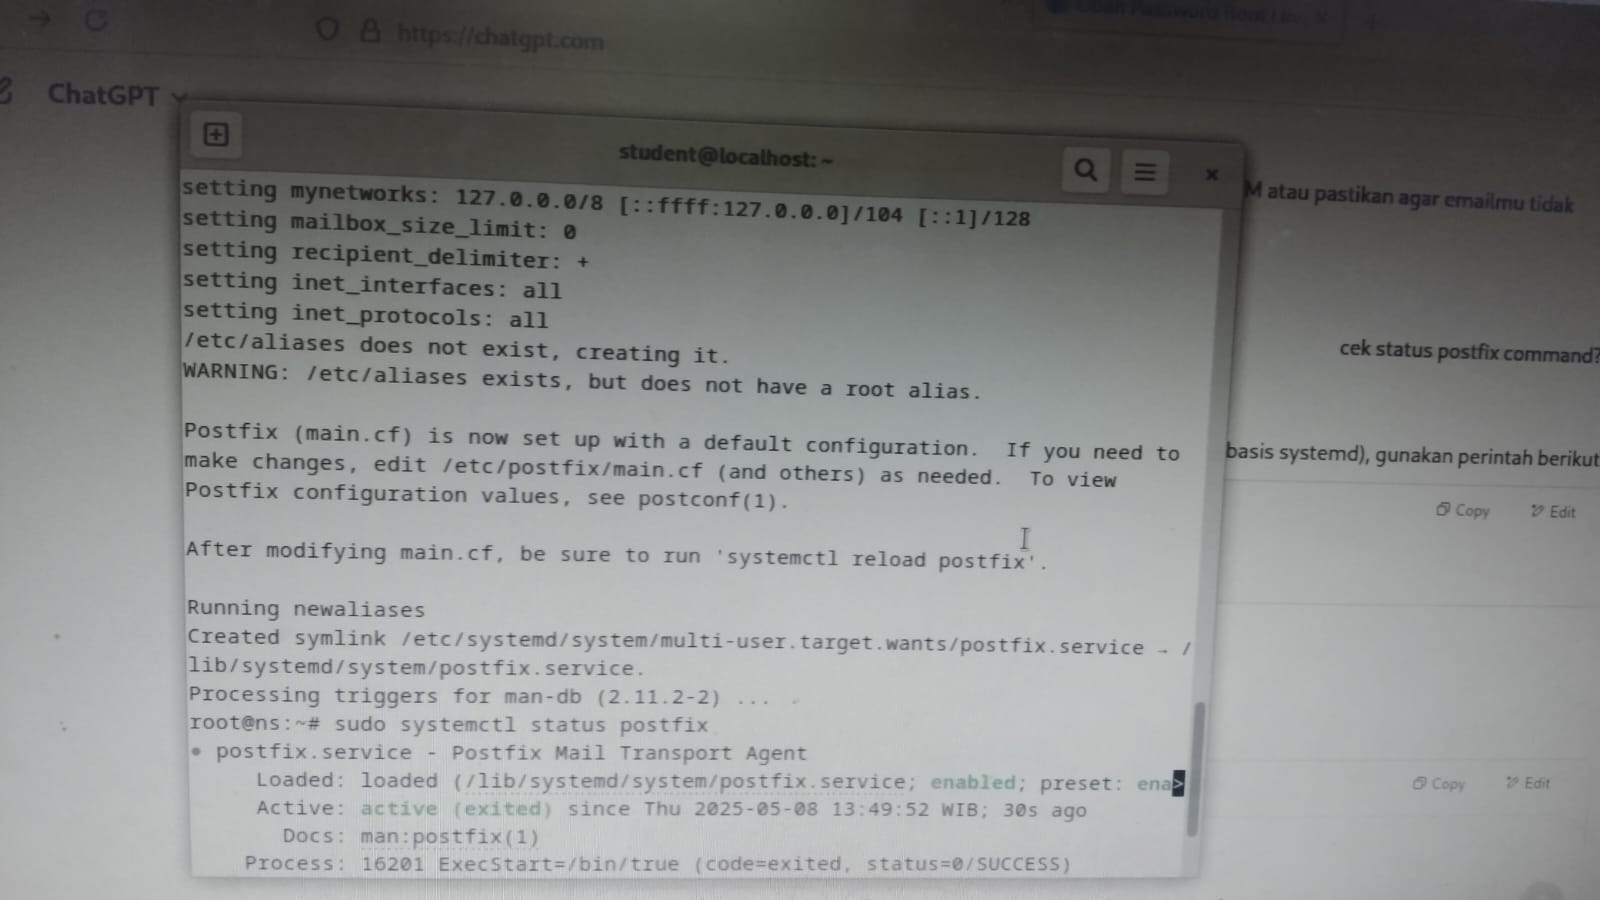 https://chatgpt.com
ChatGPT
student@localhost: ~
setting mynetworks: 127.0.0.0/8 [::ffff:127.0.0.0]/104 [::1]/128
setting mailbox_size_limit: 0
setting recipient_delimiter: +
setting inet_interfaces: all
setting inet_protocols: all
/etc/aliases does not exist, creating it.
WARNING: /etc/aliases exists, but does not have a root alias.
Postfix (main.cf) is now set up with a default configuration.  If you need to
make changes, edit /etc/postfix/main.cf (and others) as needed.  To view
Postfix configuration values, see postconf(1).
After modifying main.cf, be sure to run 'systemctl reload postfix'.
Running newaliases
Created symlink /etc/systemd/system/multi-user.target.wants/postfix.service → /
lib/systemd/system/postfix.service.
Processing triggers for man-db (2.11.2-2) ...
root@ns:~# sudo systemctl status postfix
● postfix.service - Postfix Mail Transport Agent
Loaded: loaded (/lib/systemd/system/postfix.service; enabled; preset: ena>
Active: active (exited) since Thu 2025-05-08 13:49:52 WIB; 30s ago
Docs: man:postfix(1)
Process: 16201 ExecStart=/bin/true (code=exited, status=0/SUCCESS)
M atau pastikan agar emailmu tidak
cek status postfix command?
basis systemd), gunakan perintah berikut
Copy Edit
Copy Edit